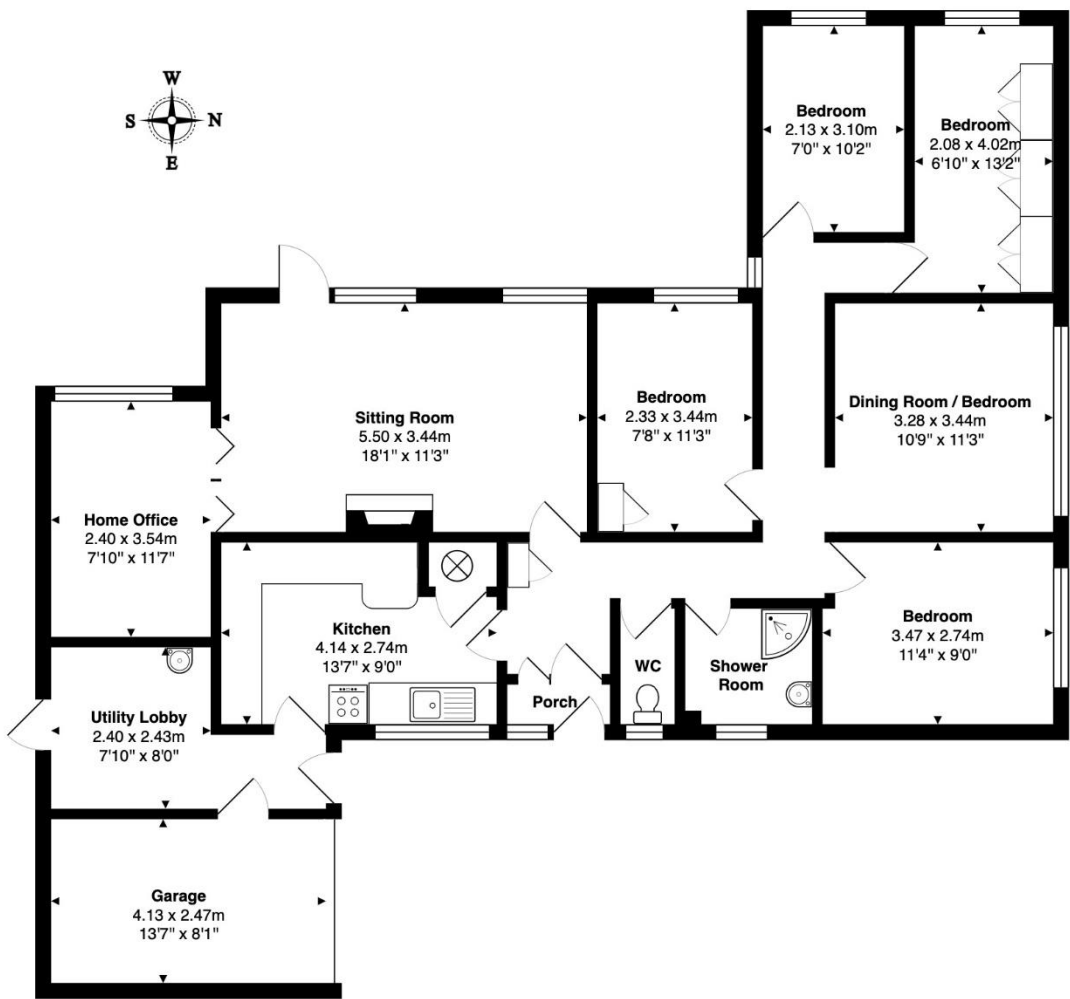 W
S N
E
Bedroom
2.13 x 3.10m
7'0" x 10'2"
Bedroom
2.08 x 4.02m
6'10" x 13'2"
Sitting Room
5.50 x 3.44m
18'1" x 11'3"
Bedroom
2.33 x 3.44m
7'8" x 11'3"
Dining Room / Bedroom
3.28 x 3.44m
10'9" x 11'3"
Home Office
2.40 x 3.54m
7'10" x 11'7"
Kitchen
4.14 x 2.74m
13'7" x 9'0"
Bedroom
3.47 x 2.74m
11'4" x 9'0"
WC
Shower
Room
Porch
Utility Lobby
2.40 x 2.43m
7'10" x 8'0"
Garage
4.13 x 2.47m
13'7" x 8'1"